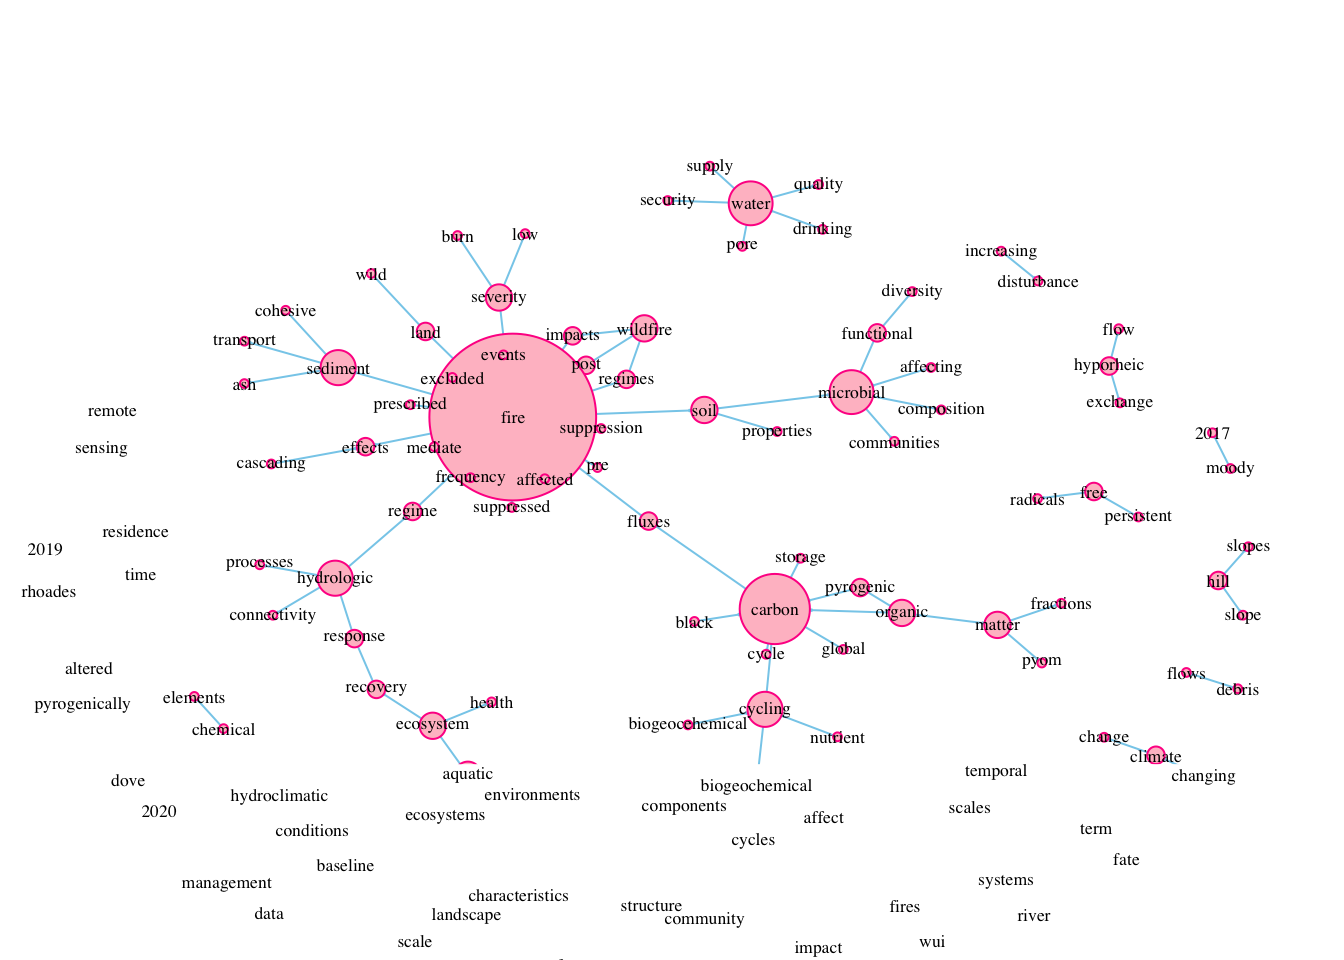 supply
quality
security
water
drinking
pore
burn
low
increasing
disturbance
wild
diversity
severity
cohesive
land
impacts
wildfire
functional
flow
transport
events
sediment
post
hyporheic
affecting
ash
excluded
regimes
microbial
prescribed
exchange
remote
fire
soil
composition
suppression
properties
2017
sensing
effects
mediate
communities
cascading
pre
moody
frequency
affected
radicals
free
regime
suppressed
persistent
fluxes
residence
2019
slopes
processes
storage
time
hydrologic
pyrogenic
hill
rhoades
carbon
organic
fractions
connectivity
black
matter
slope
response
cycle
global
pyom
altered
flows
recovery
debris
pyrogenically
elements
health
cycling
ecosystem
biogeochemical
chemical
nutrient
change
climate
aquatic
temporal
changing
dove
biogeochemical
hydroclimatic
environments
components
scales
2020
ecosystems
affect
conditions
cycles
term
baseline
fate
management
systems
characteristics
structure
fires
data
landscape
community
river
scale
impact
wui